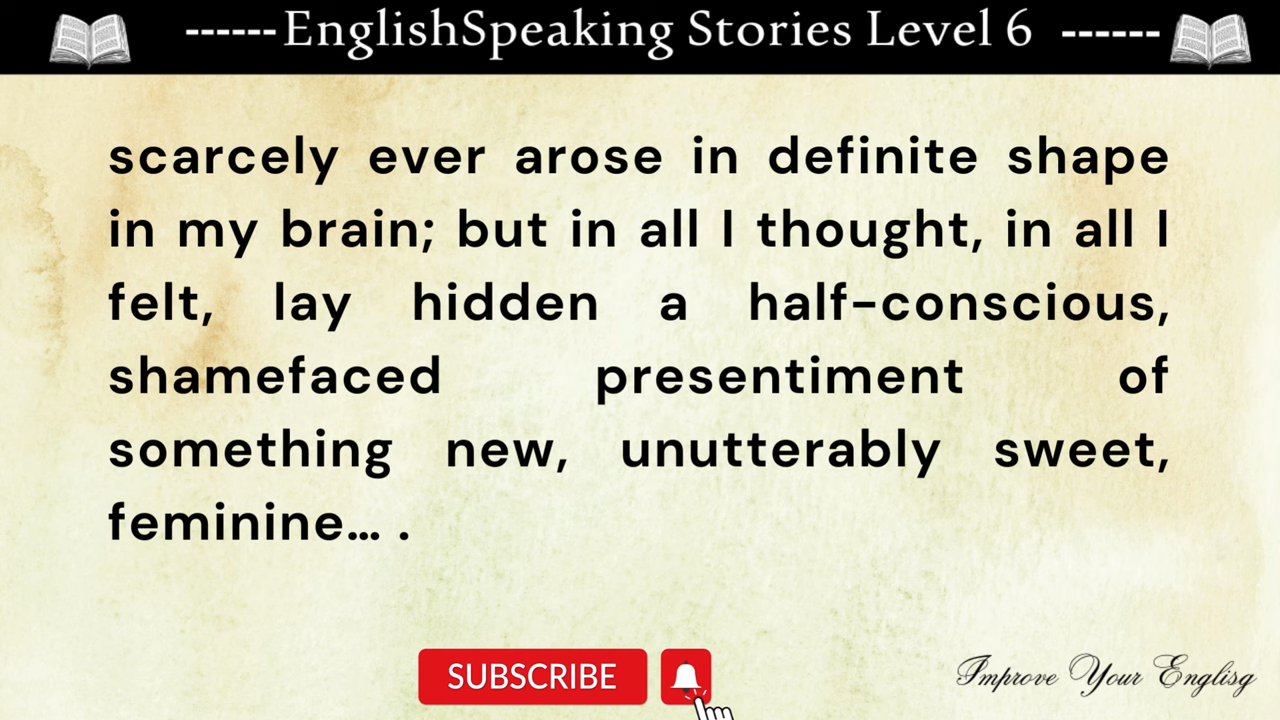 ------EnglishSpeaking Stories Level 6 ------
scarcely ever arose in definite shape
in my brain; but in all I thought, in all I
felt, lay hidden a half-conscious,
shamefaced presentiment of
something new, unutterably sweet,
feminine... .
SUBSCRIBE
Improve Your Englisg